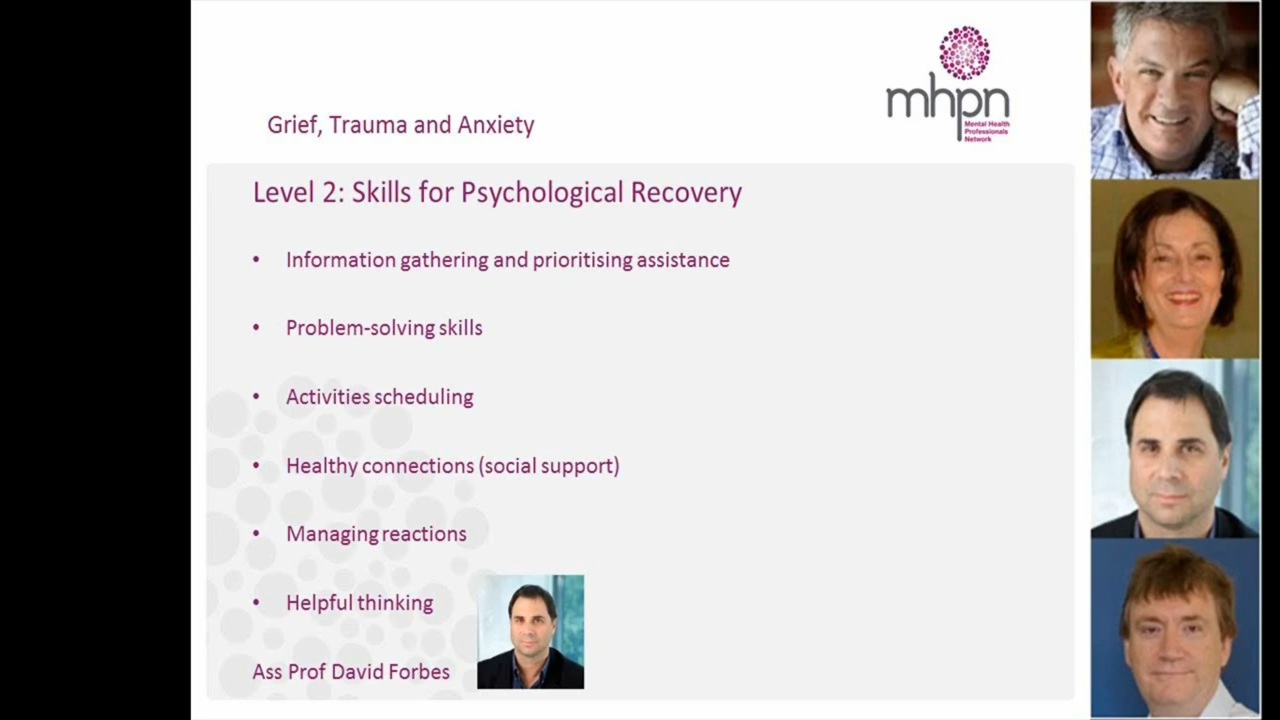 mhpn
Mental Health
Professionals
Network
Grief, Trauma and Anxiety
Level 2: Skills for Psychological Recovery
• Information gathering and prioritising assistance
• Problem-solving skills
• Activities scheduling
• Healthy connections (social support)
• Managing reactions
• Helpful thinking
Ass Prof David Forbes